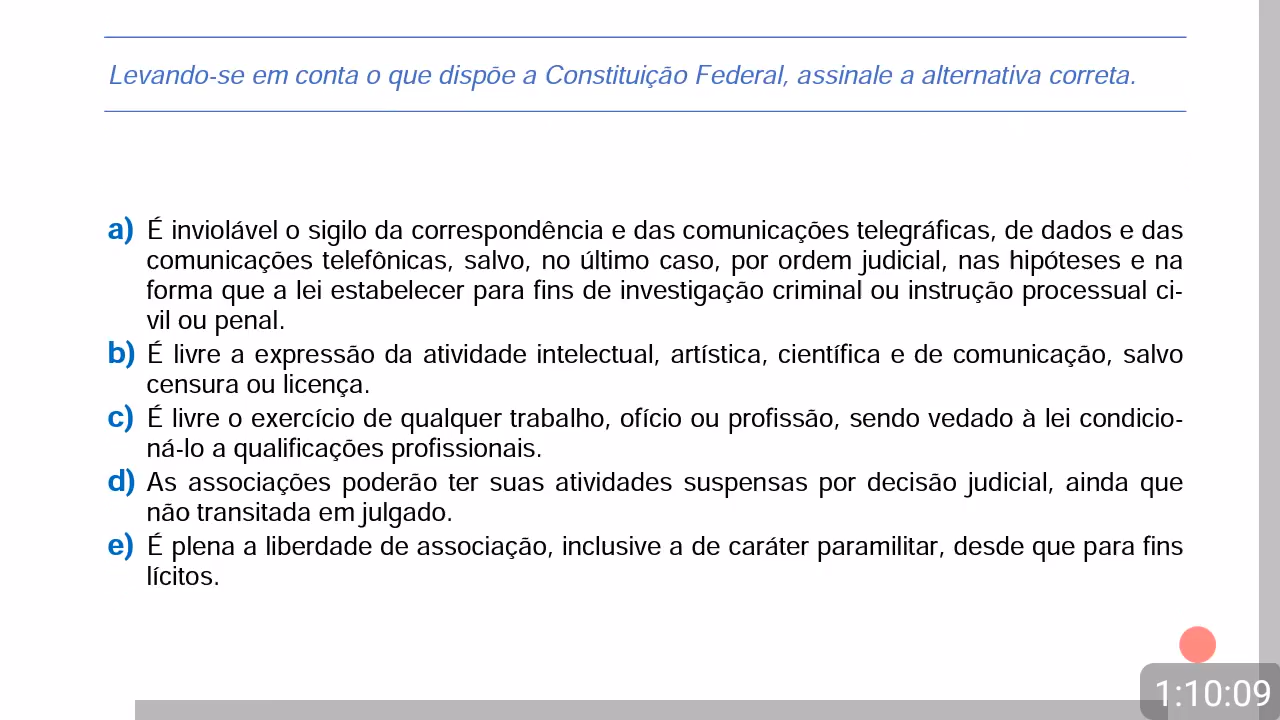 Levando-se em conta o que dispõe a Constituição Federal, assinale a alternativa correta.
a) É inviolável o sigilo da correspondência e das comunicações telegráficas, de dados e das
comunicações telefônicas, salvo, no último caso, por ordem judicial, nas hipóteses e na
forma que a lei estabelecer para fins de investigação criminal ou instrução processual ci-
vil ou penal.
b) É livre a expressão da atividade intelectual, artística, científica e de comunicação, salvo
censura ou licença.
c) É livre o exercício de qualquer trabalho, ofício ou profissão, sendo vedado à lei condicio-
ná-lo a qualificações profissionais.
d) As associações poderão ter suas atividades suspensas por decisão judicial, ainda que
não transitada em julgado.
e) É plena a liberdade de associação, inclusive a de caráter paramilitar, desde que para fins
lícitos.
1:10:09